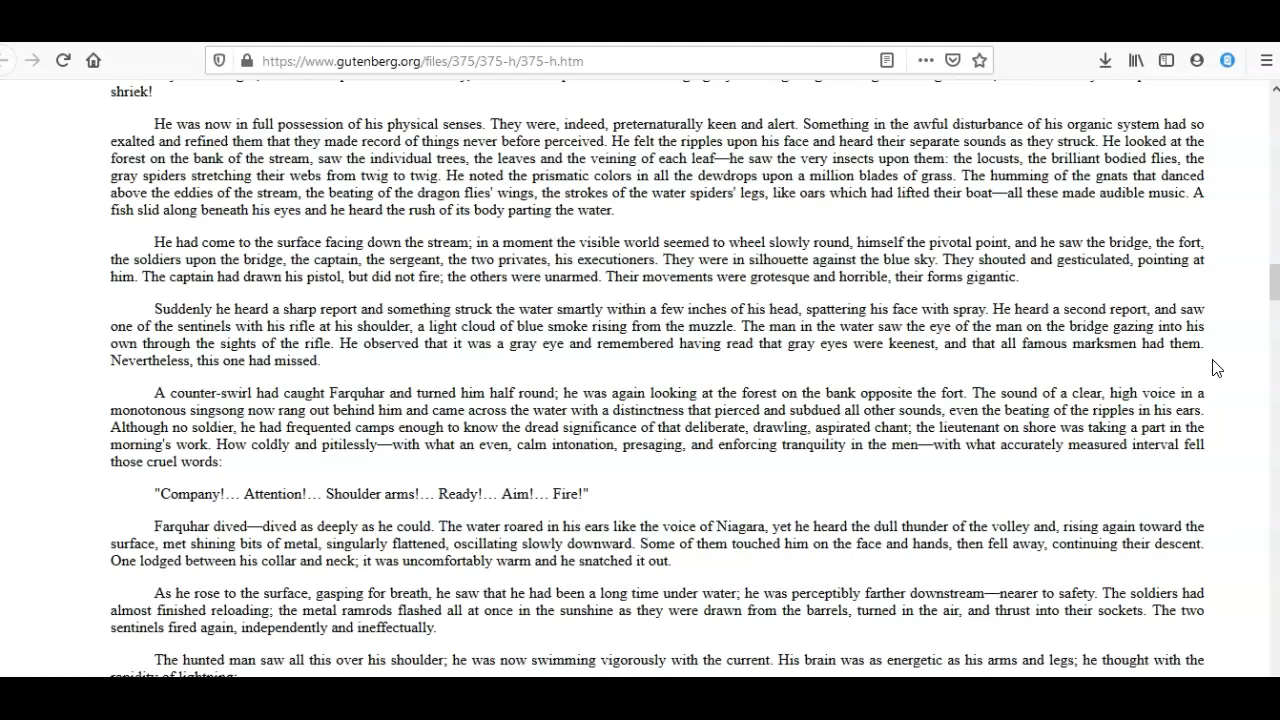 https://www.gutenberg.org/files/375/375-h/375-h.htm
shriek!
He was now in full possession of his physical senses. They were, indeed, preternaturally keen and alert. Something in the awful disturbance of his organic system had so
exalted and refined them that they made record of things never before perceived. He felt the ripples upon his face and heard their separate sounds as they struck. He looked at the
forest on the bank of the stream, saw the individual trees, the leaves and the veining of each leaf—he saw the very insects upon them: the locusts, the brilliant bodied flies, the
gray spiders stretching their webs from twig to twig. He noted the prismatic colors in all the dewdrops upon a million blades of grass. The humming of the gnats that danced
above the eddies of the stream, the beating of the dragon flies' wings, the strokes of the water spiders' legs, like oars which had lifted their boat—all these made audible music. A
fish slid along beneath his eyes and he heard the rush of its body parting the water.
He had come to the surface facing down the stream; in a moment the visible world seemed to wheel slowly round, himself the pivotal point, and he saw the bridge, the fort,
the soldiers upon the bridge, the captain, the sergeant, the two privates, his executioners. They were in silhouette against the blue sky. They shouted and gesticulated, pointing at
him. The captain had drawn his pistol, but did not fire; the others were unarmed. Their movements were grotesque and horrible, their forms gigantic.
Suddenly he heard a sharp report and something struck the water smartly within a few inches of his head, spattering his face with spray. He heard a second report, and saw
one of the sentinels with his rifle at his shoulder, a light cloud of blue smoke rising from the muzzle. The man in the water saw the eye of the man on the bridge gazing into his
own through the sights of the rifle. He observed that it was a gray eye and remembered having read that gray eyes were keenest, and that all famous marksmen had them.
Nevertheless, this one had missed.
A counter-swirl had caught Farquhar and turned him half round; he was again looking at the forest on the bank opposite the fort. The sound of a clear, high voice in a
monotonous singsong now rang out behind him and came across the water with a distinctness that pierced and subdued all other sounds, even the beating of the ripples in his ears.
Although no soldier, he had frequented camps enough to know the dread significance of that deliberate, drawling, aspirated chant; the lieutenant on shore was taking a part in the
morning's work. How coldly and pitilessly—with what an even, calm intonation, presaging, and enforcing tranquility in the men—with what accurately measured interval fell
those cruel words:
"Company!… Attention!… Shoulder arms!… Ready!… Aim!… Fire!"
Farquhar dived—dived as deeply as he could. The water roared in his ears like the voice of Niagara, yet he heard the dull thunder of the volley and, rising again toward the
surface, met shining bits of metal, singularly flattened, oscillating slowly downward. Some of them touched him on the face and hands, then fell away, continuing their descent.
One lodged between his collar and neck; it was uncomfortably warm and he snatched it out.
As he rose to the surface, gasping for breath, he saw that he had been a long time under water; he was perceptibly farther downstream—nearer to safety. The soldiers had
almost finished reloading; the metal ramrods flashed all at once in the sunshine as they were drawn from the barrels, turned in the air, and thrust into their sockets. The two
sentinels fired again, independently and ineffectually.
The hunted man saw all this over his shoulder; he was now swimming vigorously with the current. His brain was as energetic as his arms and legs; he thought with the
rapidity of lightning: